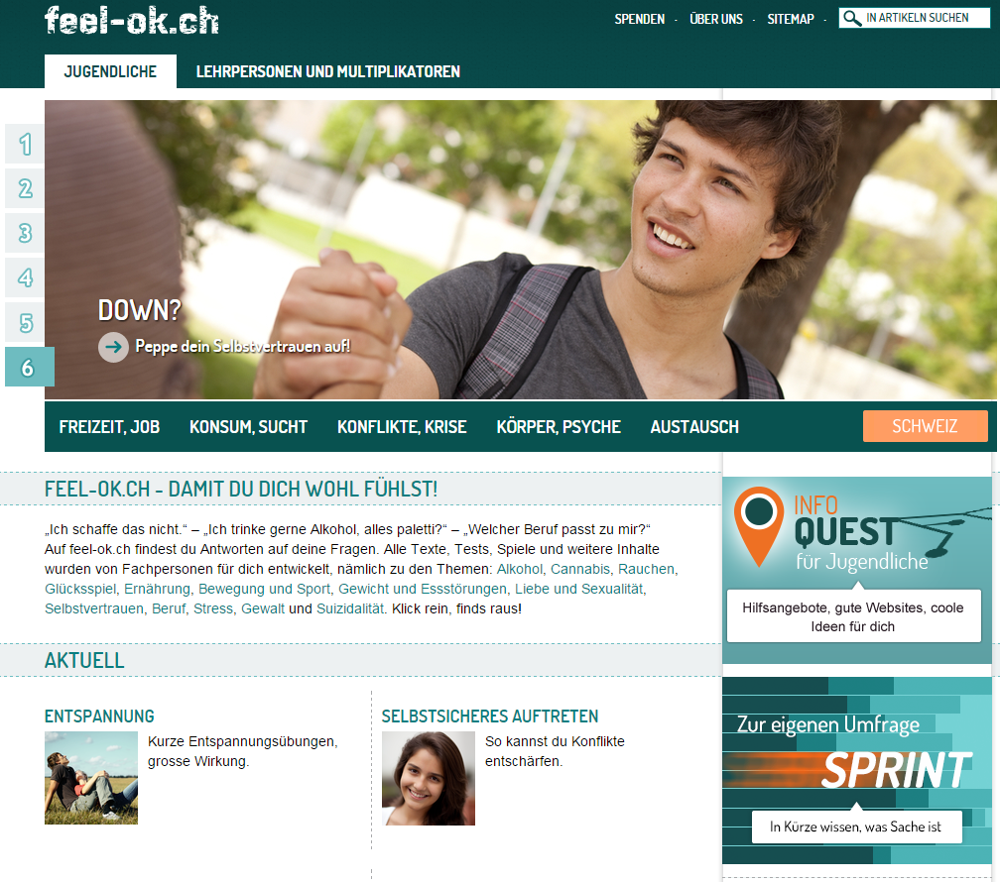 feel-ok.ch
SPENDEN - ÜBER UNS - SITEMAP -
IN ARTIKELN SUCHEN
JUGENDLICHE
LEHRPERSONEN UND MULTIPLIKATOREN
1
2
3
4
5
6
DOWN?
Peppe dein Selbstvertrauen auf!
FREIZEIT, JOB
KONSUM, SUCHT
KONFLIKTE, KRISE
KÖRPER, PSYCHE
AUSTAUSCH
SCHWEIZ
FEEL-OK.CH - DAMIT DU DICH WOHL FÜHLST!
„Ich schaffe das nicht.“ – „Ich trinke gerne Alkohol, alles paletti?“ – „Welcher Beruf passt zu mir?“
Auf feel-ok.ch findest du Antworten auf deine Fragen. Alle Texte, Tests, Spiele und weitere Inhalte
wurden von Fachpersonen für dich entwickelt, nämlich zu den Themen: Alkohol, Cannabis, Rauchen,
Glücksspiel, Ernährung, Bewegung und Sport, Gewicht und Essstörungen, Liebe und Sexualität,
Selbstvertrauen, Beruf, Stress, Gewalt und Suizidalität. Klick rein, finds raus!
INFO
QUEST
für Jugendliche
Hilfsangebote, gute Websites, coole
Ideen für dich
AKTUELL
ENTSPANNUNG
Kurze Entspannungsübungen,
grosse Wirkung.
SELBSTSICHERES AUFTRETEN
So kannst du Konflikte
entschärfen.
Zur eigenen Umfrage
SPRINT
In Kürze wissen, was Sache ist